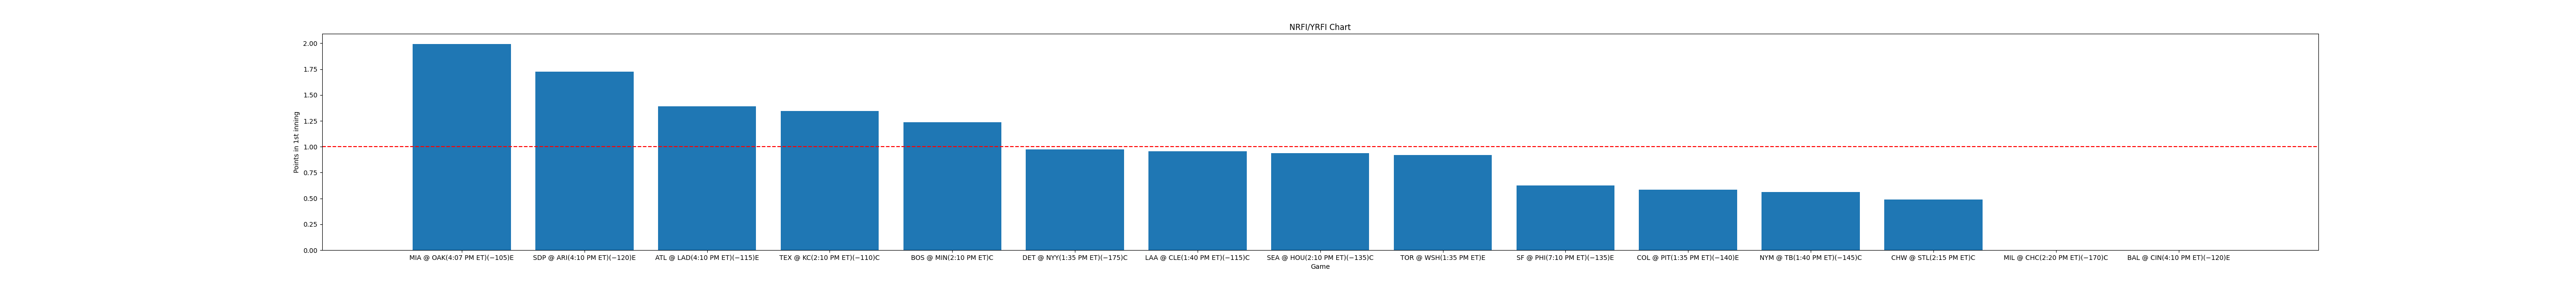 NRFI/YRFI Chart
Points in 1st inning
2.00
1.75
1.50
1.25
1.00
0.75
0.50
0.25
0.00
MIA @ OAK(4:07 PM ET)(−105)E
SDP @ ARI(4:10 PM ET)(−120)E
ATL @ LAD(4:10 PM ET)(−115)E
TEX @ KC(2:10 PM ET)(−110)C
BOS @ MIN(2:10 PM ET)C
DET @ NYY(1:35 PM ET)(−175)C
LAA @ CLE(1:40 PM ET)(−115)C
SEA @ HOU(2:10 PM ET)(−135)C
TOR @ WSH(1:35 PM ET)E
SF @ PHI(7:10 PM ET)(−135)E
COL @ PIT(1:35 PM ET)(−140)E
NYM @ TB(1:40 PM ET)(−145)C
CHW @ STL(2:15 PM ET)C
MIL @ CHC(2:20 PM ET)(−170)C
BAL @ CIN(4:10 PM ET)(−120)E
Game